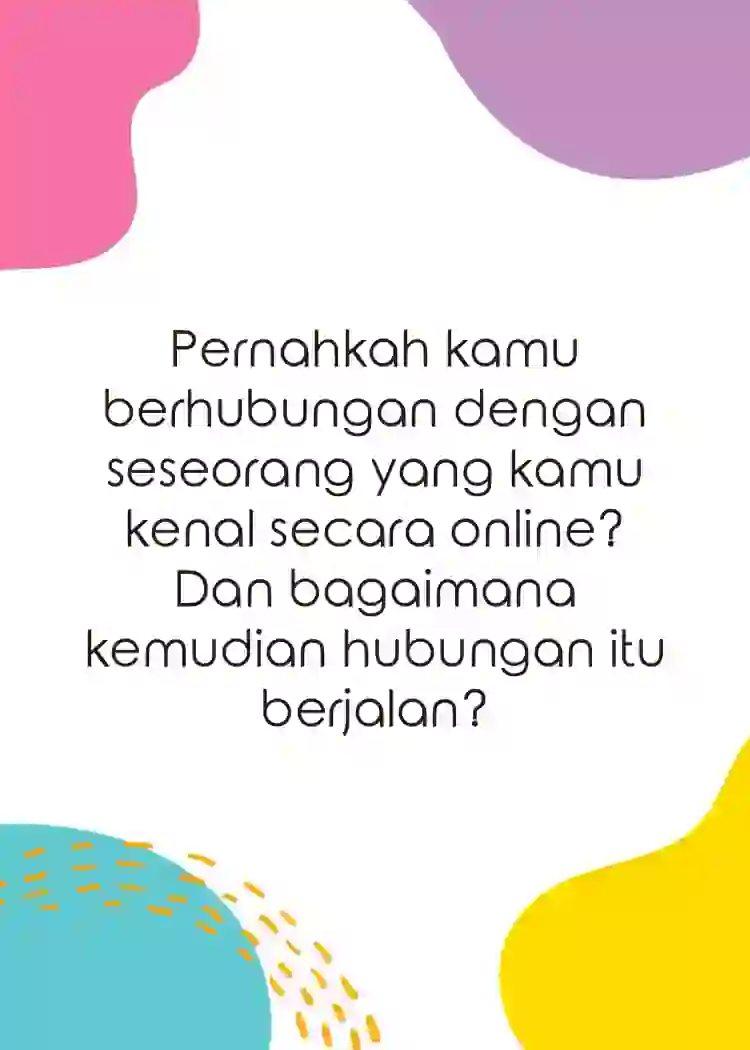 Pernahkah kamu
berhubungan dengan
seseorang yang kamu
kenal secara online?
Dan bagaimana
kemudian hubungan itu
berjalan?